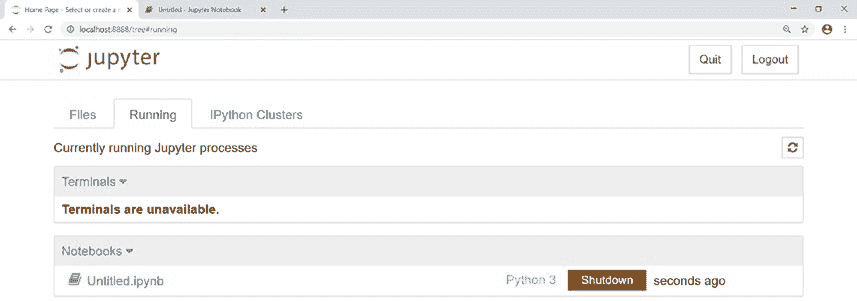 Home Page - Select or create a n
Untitled - Jupyter Notebook
localhost:8888/tree#running
jupyter
Quit
Logout
Files
Running
IPython Clusters
Currently running Jupyter processes
Terminals
Terminals are unavailable.
Notebooks
Untitled.ipynb
Python 3
Shutdown
seconds ago